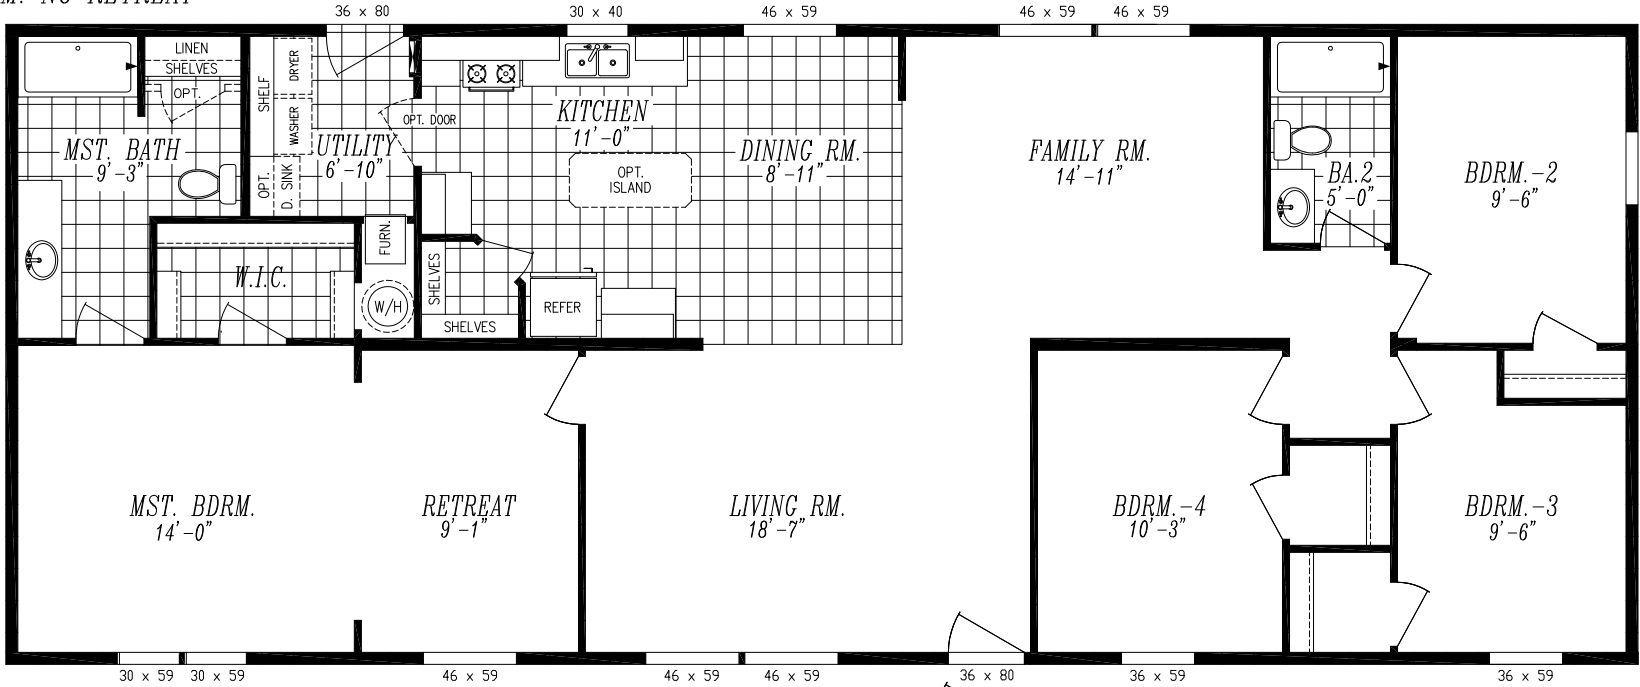 36 x 80
30 x 40
46 x 59
46 x 59
46 x 59
LINEN
SHELVES
OPT.
MST. BATH
9'-3"
SHELF
DRYER
WASHER
OPT.
D. SINK
UTILITY
6'-10"
OPT. DOOR
KITCHEN
11'-0"
OPT.
ISLAND
DINING RM.
8'-11"
FAMILY RM.
14'-11"
BA.2
5'-0"
BDRM.-2
9'-6"
W.I.C.
FURN.
W/H
SHELVES
SHELVES
REFER
MST. BDRM.
14'-0"
RETREAT
9'-1"
LIVING RM.
18'-7"
BDRM.-4
10'-3"
BDRM.-3
9'-6"
30 x 59
30 x 59
46 x 59
46 x 59
46 x 59
36 x 80
36 x 59
36 x 59